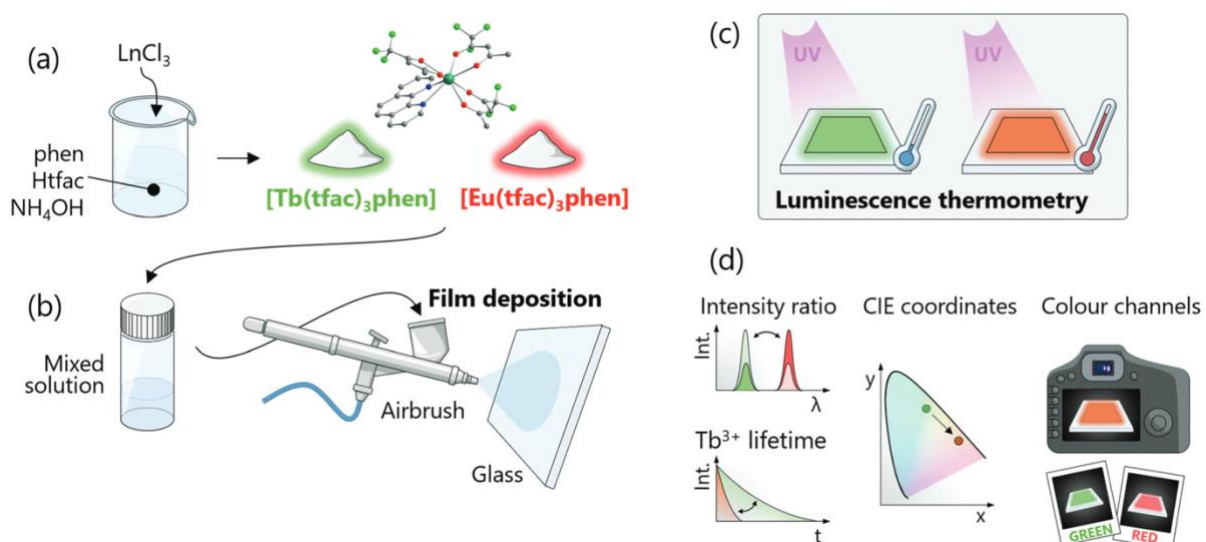 (a)
LnCl₃
phen
Htfac
NH₄OH
[Tb(tfac)₃phen]
[Eu(tfac)₃phen]
(b)
Mixed
solution
Film deposition
Airbrush
Glass
(c)
UV
UV
Luminescence thermometry
(d)
Intensity ratio
Int.
λ
Tb³⁺ lifetime
Int.
t
CIE coordinates
y
x
Colour channels
GREEN
RED